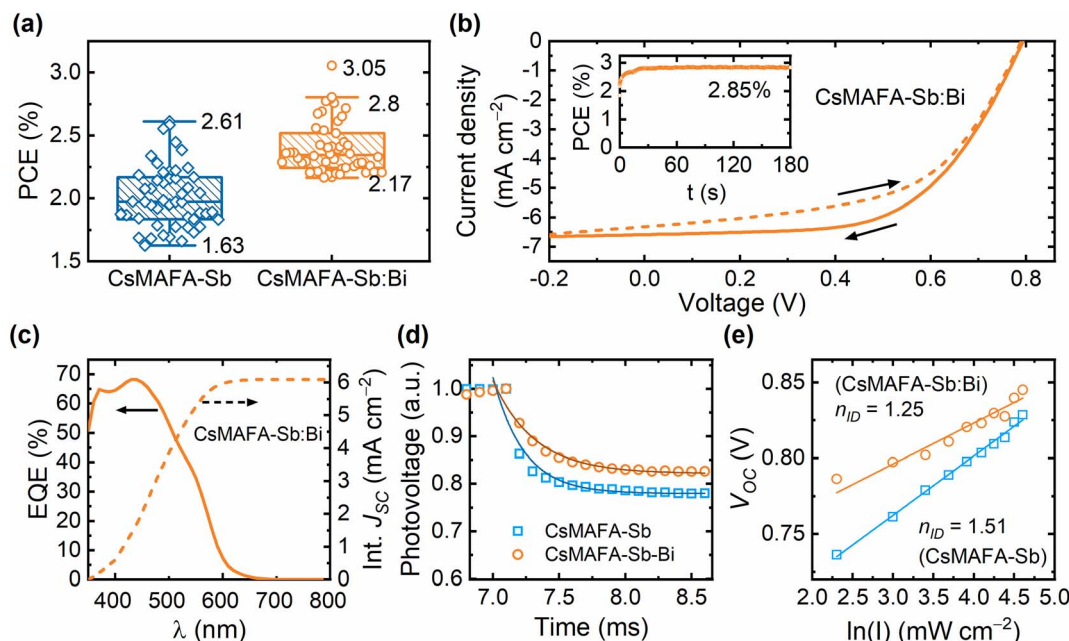 (a)
PCE (%)
3.0
2.5
2.0
1.5
2.61
1.63
3.05
2.8
2.17
CsMAFA-Sb
CsMAFA-Sb:Bi
(b)
Current density
(mA cm⁻²)
0
-1
-2
-3
-4
-5
-6
-7
PCE (%)
3
2
1
0
2.85%
0 60 120 180
t (s)
CsMAFA-Sb:Bi
-0.2 0.0 0.2 0.4 0.6 0.8
Voltage (V)
(c)
EQE (%)
70
60
50
40
30
20
10
0
CsMAFA-Sb:Bi
6
5
4
3
2
1
0
Int. J_SC (mA cm⁻²)
400 500 600 700 800
λ (nm)
(d)
Photovoltage (a.u.)
1.0
0.9
0.8
0.7
0.6
CsMAFA-Sb
CsMAFA-Sb-Bi
7.0 7.5 8.0 8.5
Time (ms)
(e)
V_OC (V)
0.85
0.80
0.75
(CsMAFA-Sb:Bi)
n_ID = 1.25
n_ID = 1.51
(CsMAFA-Sb)
2.0 2.5 3.0 3.5 4.0 4.5 5.0
ln(I) (mW cm⁻²)